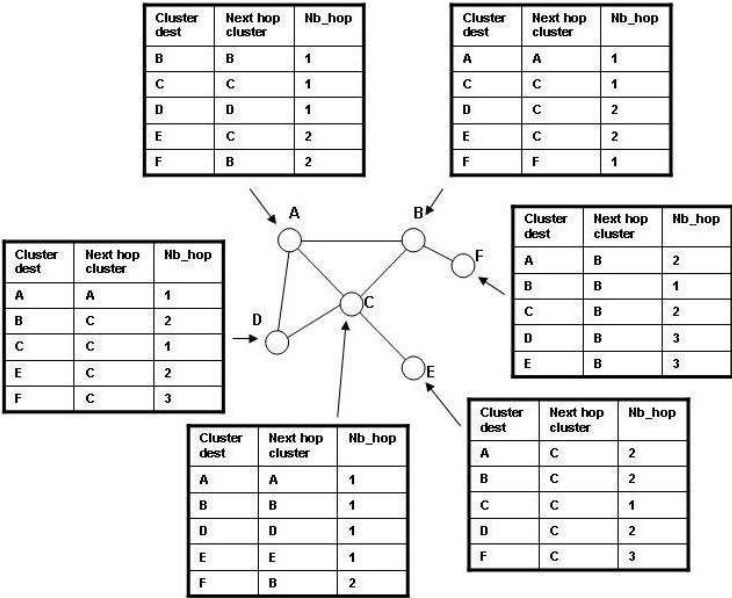 Cluster dest Next hop cluster Nb_hop
B B 1
C C 1
D D 1
E C 2
F B 2
Cluster dest Next hop cluster Nb_hop
A A 1
C C 1
D C 2
E C 2
F F 1
A
B
F
C
D
E
Cluster dest Next hop cluster Nb_hop
A B 2
B B 1
C B 2
D B 3
E B 3
Cluster dest Next hop cluster Nb_hop
A A 1
B C 2
C C 1
E C 2
F C 3
Cluster dest Next hop cluster Nb_hop
A C 2
B C 2
C C 1
D C 2
F C 3
Cluster dest Next hop cluster Nb_hop
A A 1
B B 1
D D 1
E E 1
F B 2